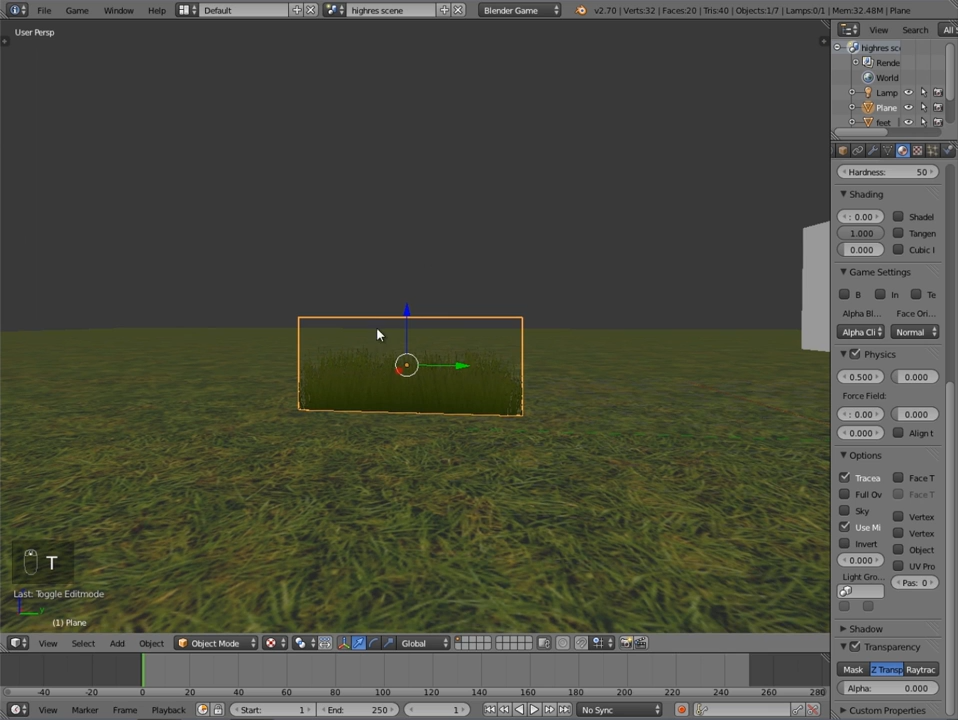 File Game Window Help Default highres scene Blender Game v2.70 | Verts:32 | Faces:20 | Tris:40 | Objects:1/7 | Lamps:0/1 | Mem:32.48M | Plane
User Persp
View Search All
highres sc
Rende
World
Lamp
Plane
feet
Hardness: 50
Shading
: 0.00 Shadel
1.000 Tangen
0.000 Cubic I
Game Settings
B In Te
Alpha Bl... Face Ori...
Alpha Cli Normal
Physics
0.500 0.000
Force Field:
: 0.00 0.000
0.000 Align t
Options
Tracea Face T
Full Ov Face T
Sky Vertex
Use Mi Vertex
Invert Object
0.000 UV Pro
Light Gro... Pas: 0
Shadow
Transparency
Mask Z Transp Raytrac
Alpha: 0.000
Custom Properties
T
Last: Toggle Editmode
y
(1) Plane
View Select Add Object Object Mode Global
-40 -20 0 20 40 60 80 100 120 140 160 180 200 220 240 260 280
View Marker Frame Playback Start: 1 End: 250 1 No Sync